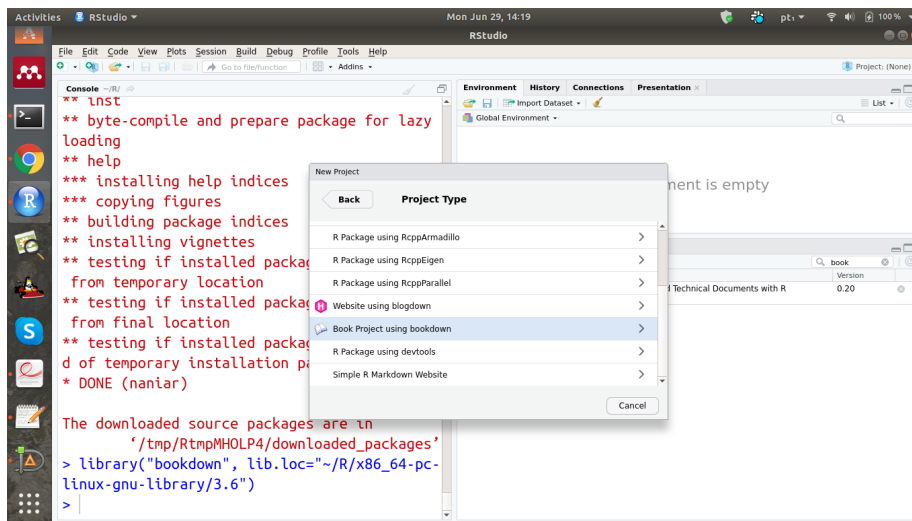 Activities
RStudio
Mon Jun 29, 14:19
pt₁
100%
RStudio
File Edit Code View Plots Session Build Debug Profile Tools Help
Go to file/function
Addins
Project: (None)
Console ~/R/
** inst
** byte-compile and prepare package for lazy
loading
** help
*** installing help indices
*** copying figures
** building package indices
** installing vignettes
** testing if installed packag
from temporary location
** testing if installed packag
from final location
** testing if installed packag
d of temporary installation pa
* DONE (naniar)
The downloaded source packages are in
‘/tmp/RtmpMHOLP4/downloaded_packages’
> library("bookdown", lib.loc="~/R/x86_64-pc-
linux-gnu-library/3.6")
>
Environment History Connections Presentation
Import Dataset
List
Global Environment
ment is empty
book
Version
d Technical Documents with R
0.20
New Project
Back
Project Type
R Package using RcppArmadillo
R Package using RcppEigen
R Package using RcppParallel
Website using blogdown
Book Project using bookdown
R Package using devtools
Simple R Markdown Website
Cancel